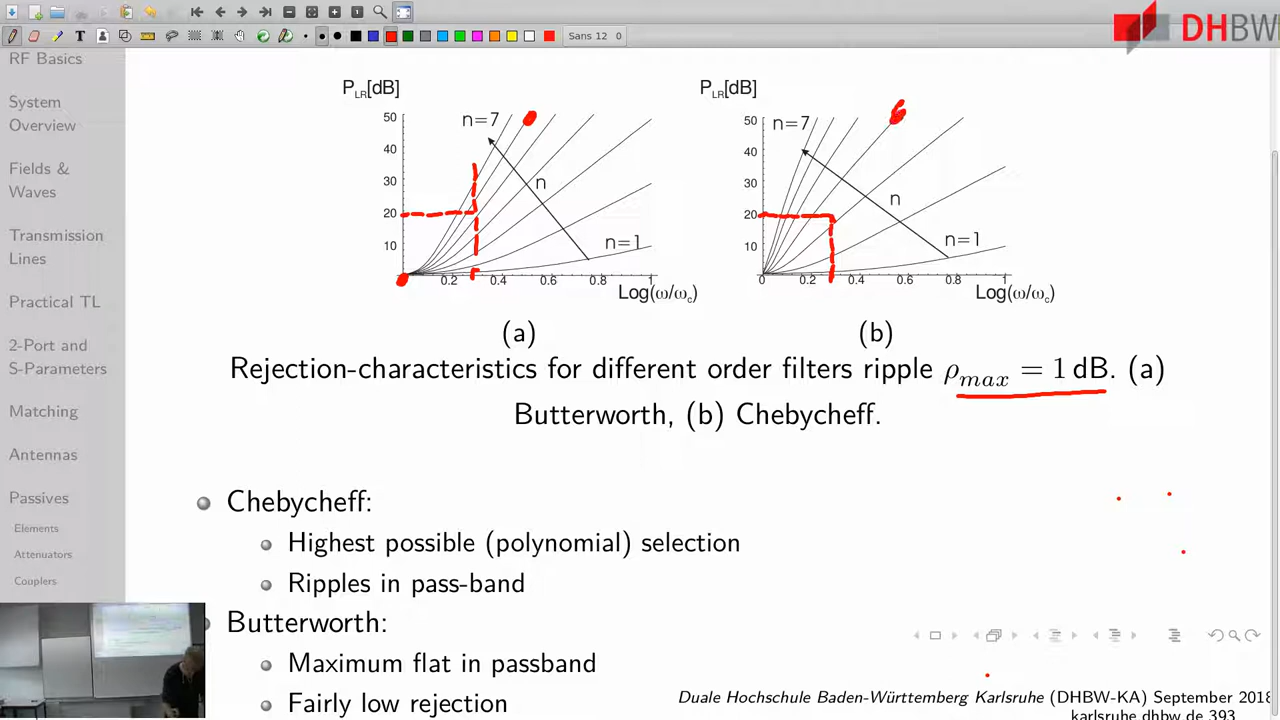 Sans 12 0
DHBW
RF Basics
System
Overview
Fields &
Waves
Transmission
Lines
Practical TL
2-Port and
S-Parameters
Matching
Antennas
Passives
Elements
Attenuators
Couplers
P_LR[dB]
50
40
30
20
10
n=7
n
n=1
0.2 0.4 0.6 0.8 1
Log(ω/ω_c)
(a)
P_LR[dB]
50
40
30
20
10
n=7
n
n=1
0 0.2 0.4 0.6 0.8 1
Log(ω/ω_c)
(b)
Rejection-characteristics for different order filters ripple ρ_max = 1 dB. (a)
Butterworth, (b) Chebycheff.
Chebycheff:
Highest possible (polynomial) selection
Ripples in pass-band
Butterworth:
Maximum flat in passband
Fairly low rejection
Duale Hochschule Baden-Württemberg Karlsruhe (DHBW-KA) September 2018
karlsruhe.dhbw.de 393